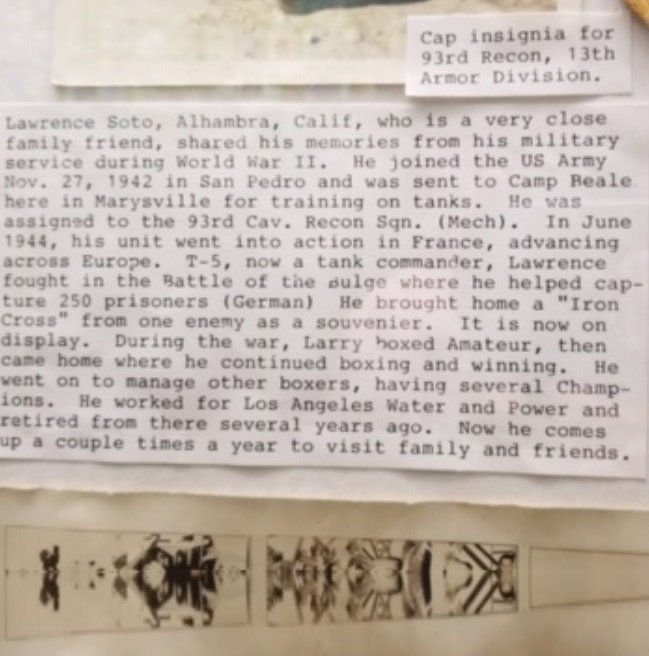 Cap insignia for
93rd Recon, 13th
Armor Division.
Lawrence Soto, Alhambra, Calif, who is a very close
family friend, shared his memories from his military
service during World War II. He joined the US Army
Nov. 27, 1942 in San Pedro and was sent to Camp Beale
here in Marysville for training on tanks. He was
assigned to the 93rd Cav. Recon Sqn. (Mech). In June
1944, his unit went into action in France, advancing
across Europe. T-5, now a tank commander, Lawrence
fought in the Battle of the Bulge where he helped cap-
ture 250 prisoners (German) He brought home a "Iron
Cross" from one enemy as a souvenier. It is now on
display. During the war, Larry boxed Amateur, then
came home where he continued boxing and winning. He
went on to manage other boxers, having several Champ-
ions. He worked for Los Angeles Water and Power and
retired from there several years ago. Now he comes
up a couple times a year to visit family and friends.